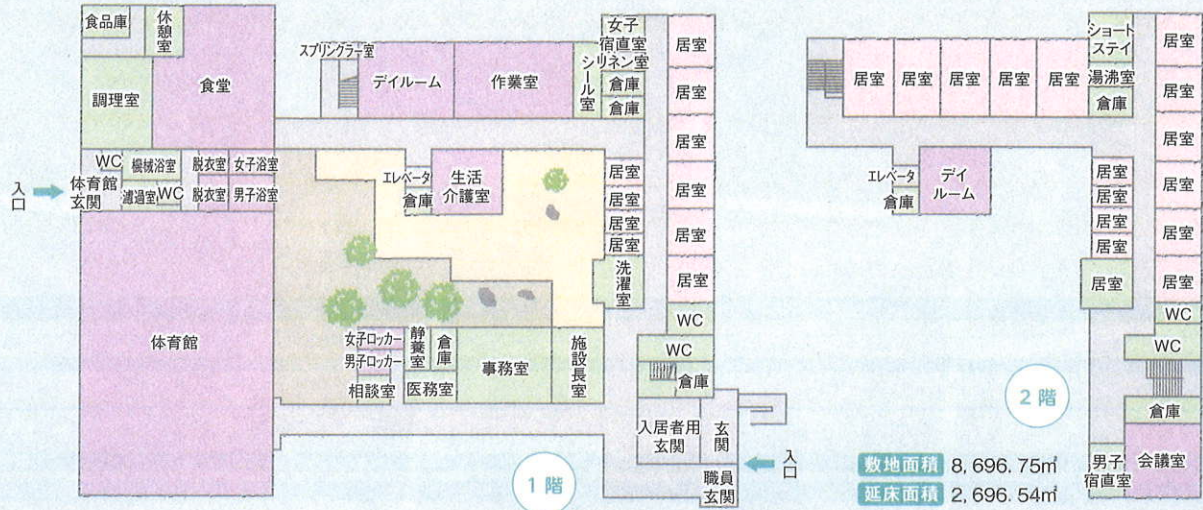 食品庫
休憩室
調理室
食堂
スプリングラー室
デイルーム
作業室
シール室
女子宿直室
リネン室
倉庫
倉庫
居室
居室
居室
居室
居室
居室
WC
機械浴室
脱衣室
女子浴室
入口
体育館玄関
濾過室
WC
脱衣室
男子浴室
エレベータ
倉庫
生活介護室
居室
居室
居室
居室
洗濯室
WC
体育館
女子ロッカー
男子ロッカー
相談室
静養室
倉庫
医務室
事務室
施設長室
WC
倉庫
入居者用玄関
玄関
職員玄関
入口
1階
居室
居室
居室
居室
居室
ショートステイ
湯沸室
倉庫
居室
居室
居室
居室
居室
居室
エレベータ
倉庫
デイルーム
居室
居室
居室
居室
居室
WC
WC
倉庫
男子宿直室
会議室
2階
敷地面積 8,696.75㎡
延床面積 2,696.54㎡